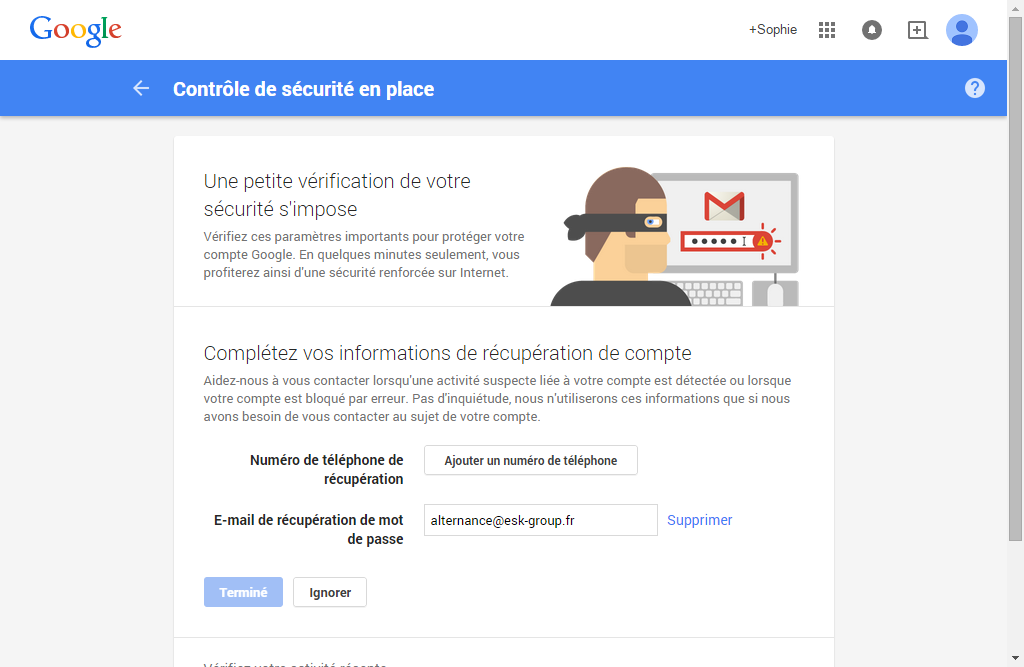 Google
+Sophie
Contrôle de sécurité en place
?
Une petite vérification de votre
sécurité s'impose
Vérifiez ces paramètres importants pour protéger votre
compte Google. En quelques minutes seulement, vous
profiterez ainsi d'une sécurité renforcée sur Internet.
Complétez vos informations de récupération de compte
Aidez-nous à vous contacter lorsqu'une activité suspecte liée à votre compte est détectée ou lorsque
votre compte est bloqué par erreur. Pas d'inquiétude, nous n'utiliserons ces informations que si nous
avons besoin de vous contacter au sujet de votre compte.
Numéro de téléphone de
récupération
Ajouter un numéro de téléphone
E-mail de récupération de mot
de passe
alternance@esk-group.fr
Supprimer
Terminé
Ignorer
Vérifiez votre activité récente